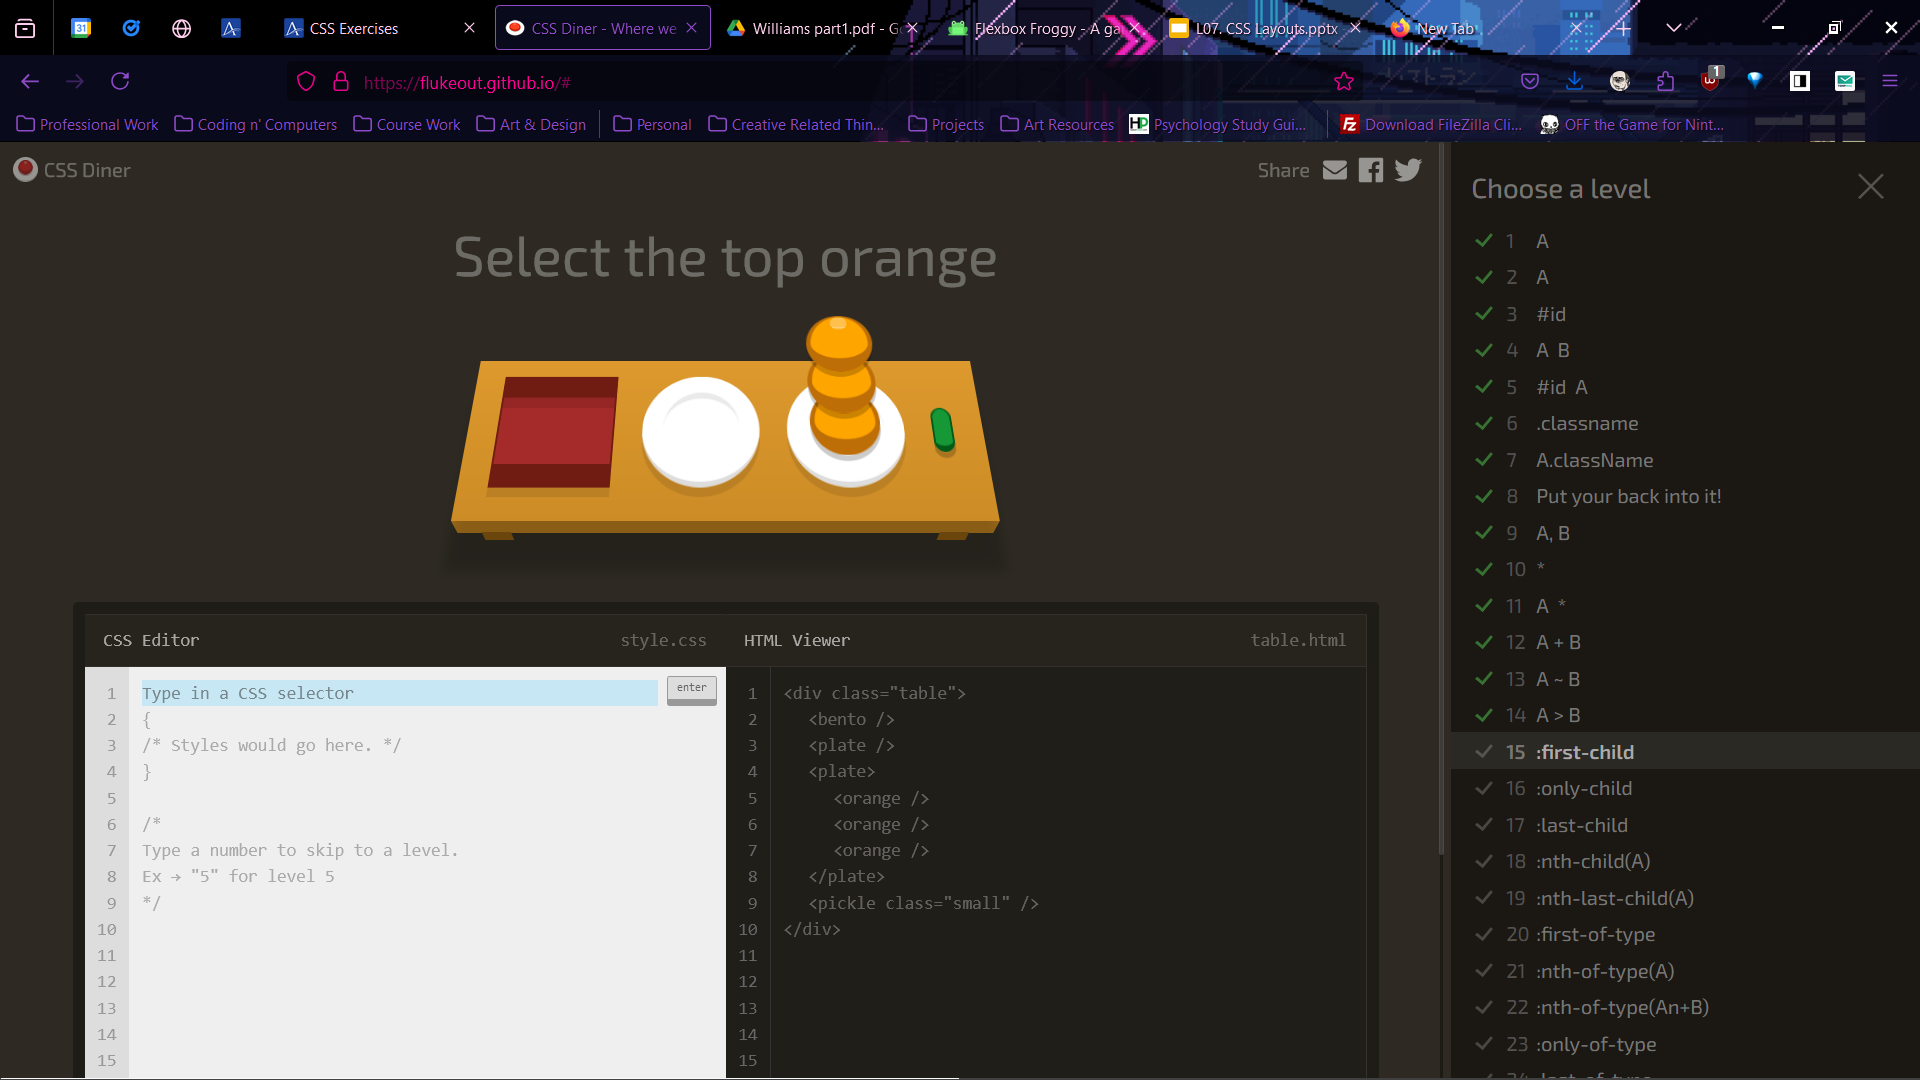 31
CSS Exercises
CSS Diner - Where we
Williams part1.pdf - Go
Flexbox Froggy - A ga
L07. CSS Layouts.pptx
New Tab
https://flukeout.github.io/#
1
Professional Work
Coding n' Computers
Course Work
Art & Design
Personal
Creative Related Thin...
Projects
Art Resources
HP
Psychology Study Gui...
FZ
Download FileZilla Cli...
OFF the Game for Nint...
CSS Diner
Share
Select the top orange
CSS Editor
style.css
HTML Viewer
table.html
1 Type in a CSS selector
enter
2 {
3 /* Styles would go here. */
4 }
5
6 /*
7 Type a number to skip to a level.
8 Ex → "5" for level 5
9 */
10
11
12
13
14
15
1 <div class="table">
2 <bento />
3 <plate />
4 <plate>
5 <orange />
6 <orange />
7 <orange />
8 </plate>
9 <pickle class="small" />
10 </div>
11
12
13
14
15
Choose a level
1 A
2 A
3 #id
4 A B
5 #id A
6 .classname
7 A.className
8 Put your back into it!
9 A, B
10 *
11 A *
12 A + B
13 A ~ B
14 A > B
15 :first-child
16 :only-child
17 :last-child
18 :nth-child(A)
19 :nth-last-child(A)
20 :first-of-type
21 :nth-of-type(A)
22 :nth-of-type(An+B)
23 :only-of-type